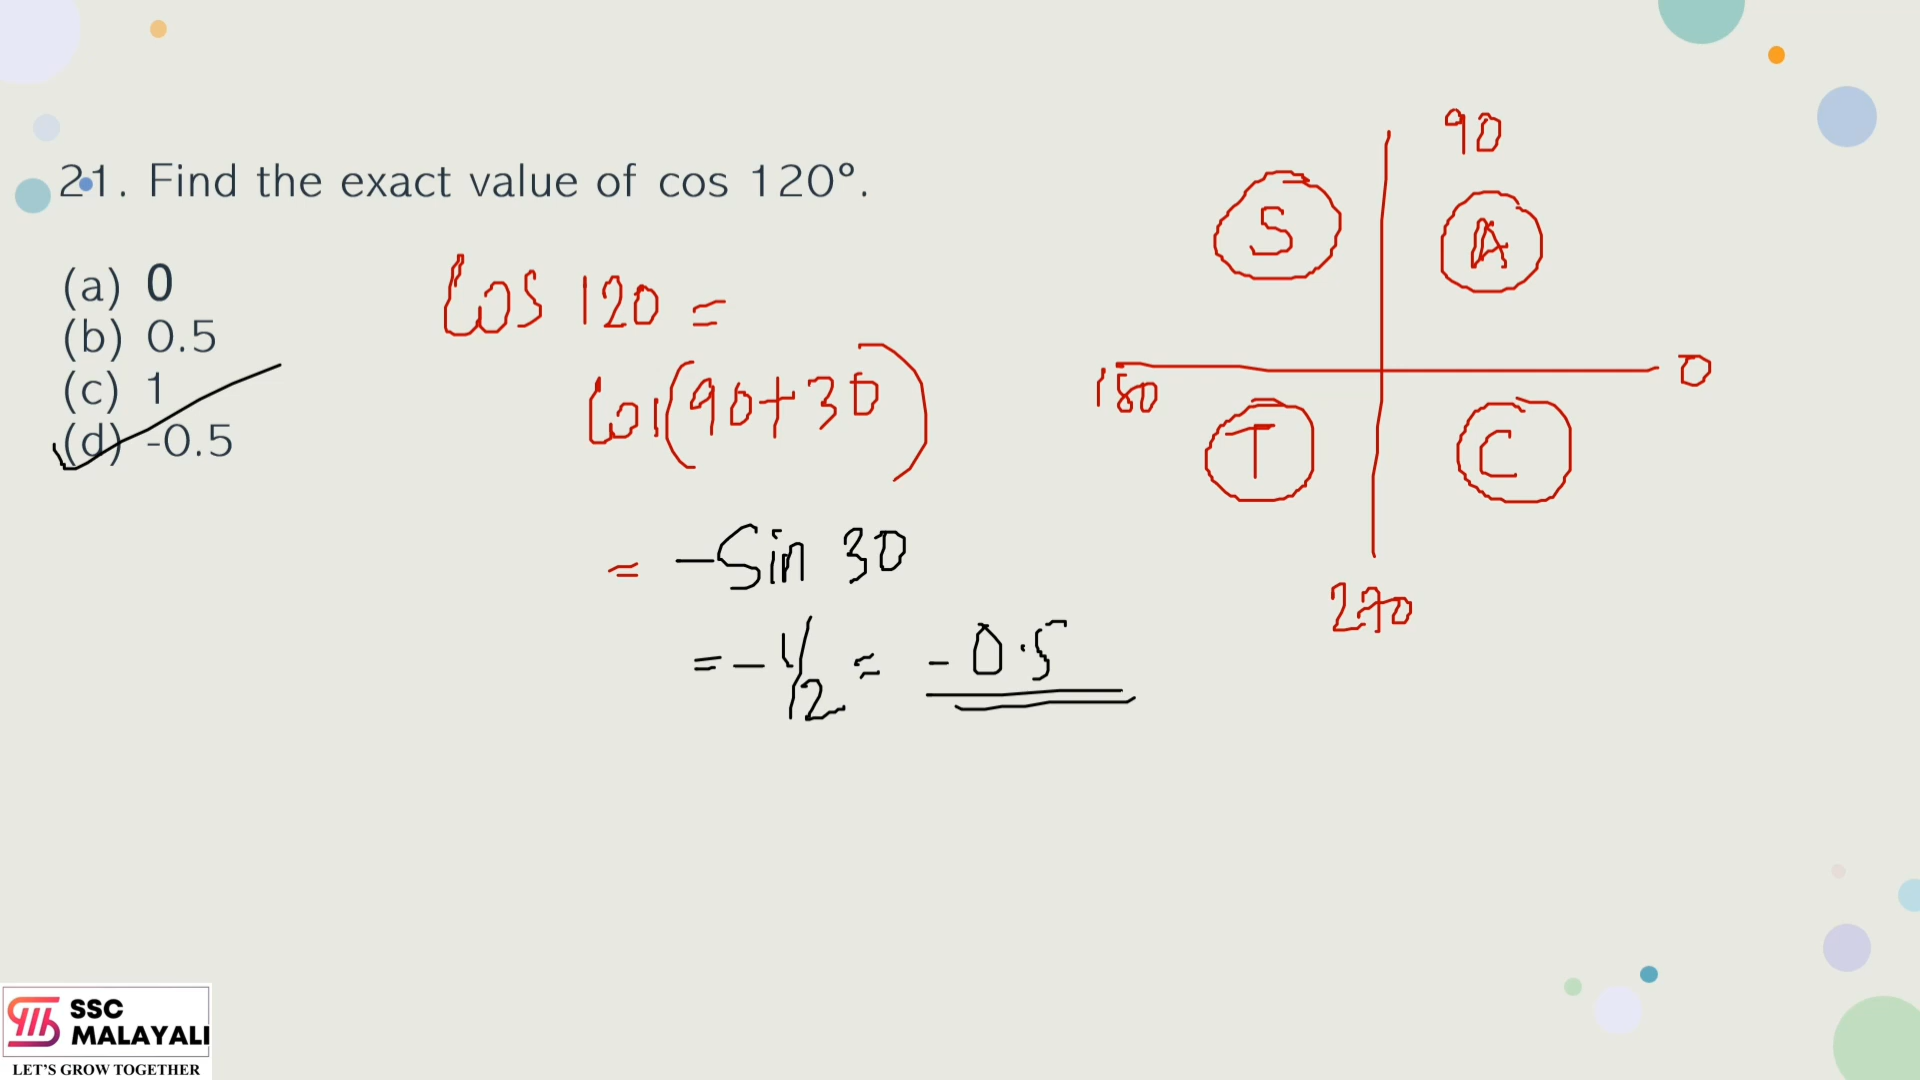 21. Find the exact value of cos 120°.
(a) 0
(b) 0.5
(c) 1
(d) -0.5
Cos 120 =
Cos(90+30)
= -Sin 30
= - 1/2 = - 0.5
90
S
A
180
0
T
C
270
SSC
MALAYALI
LET'S GROW TOGETHER